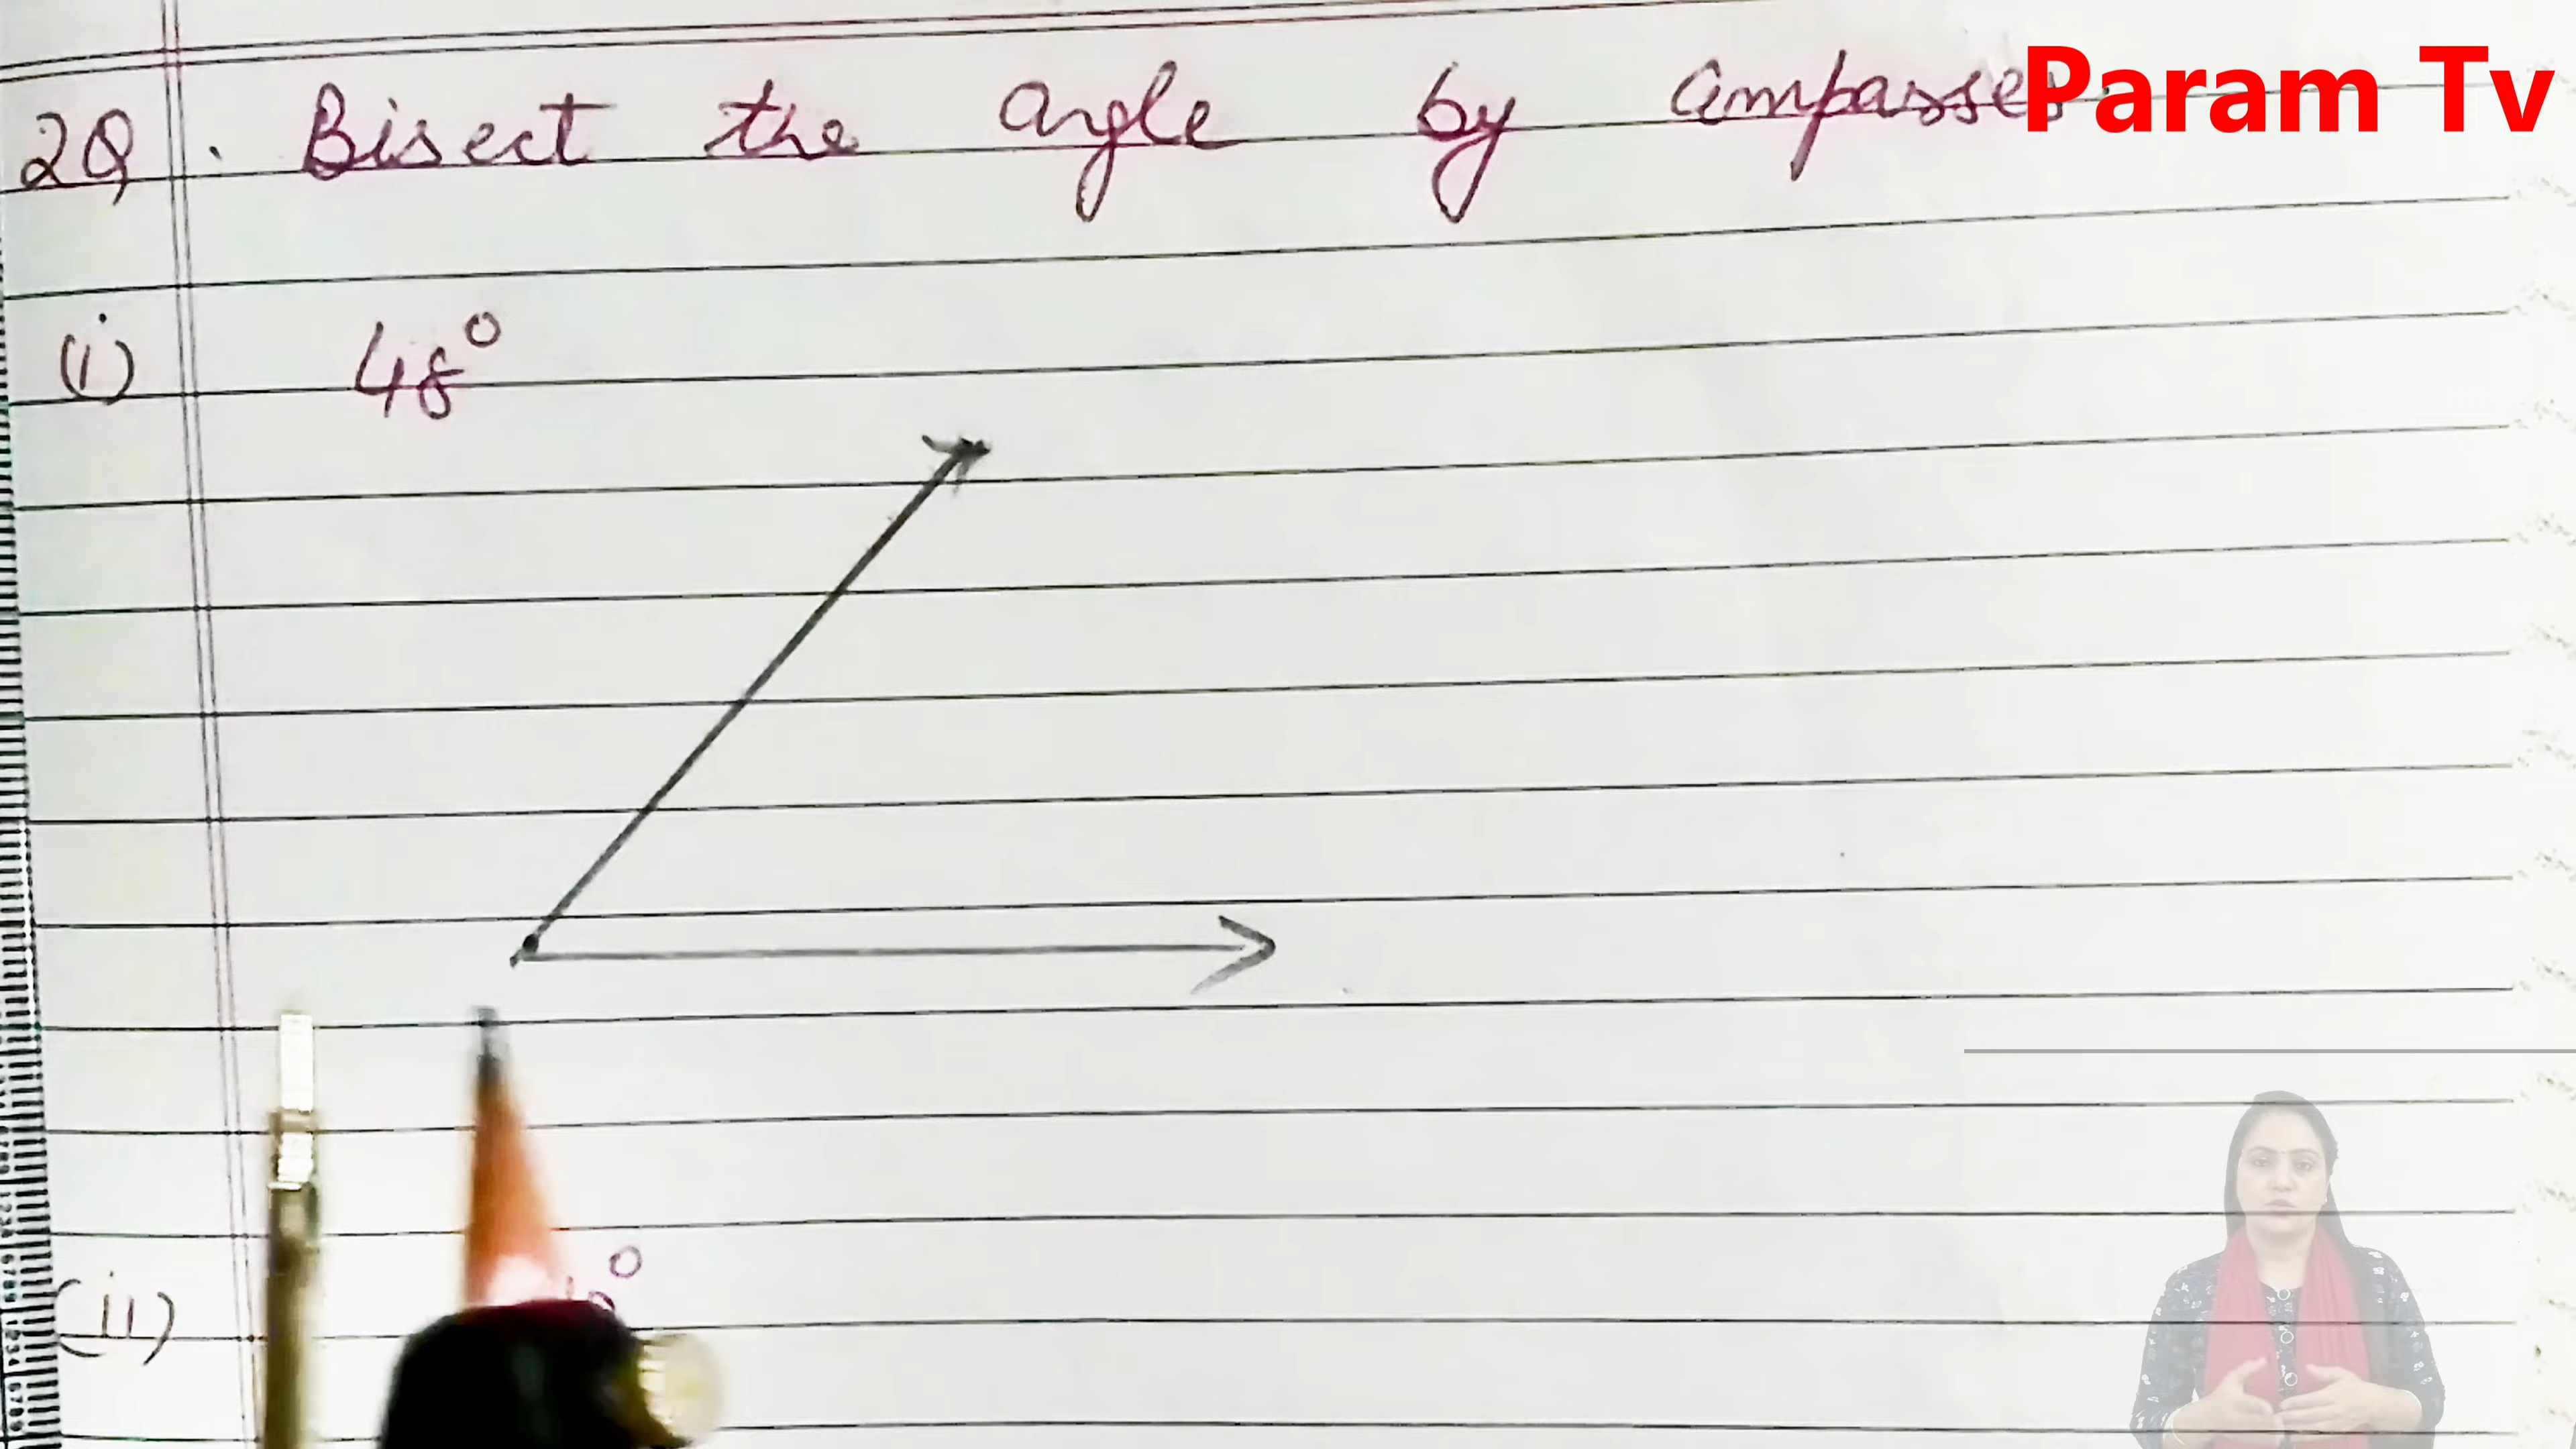 Param Tv
2Q. Bisect the angle by Compasses.
(i) 48°
(ii)